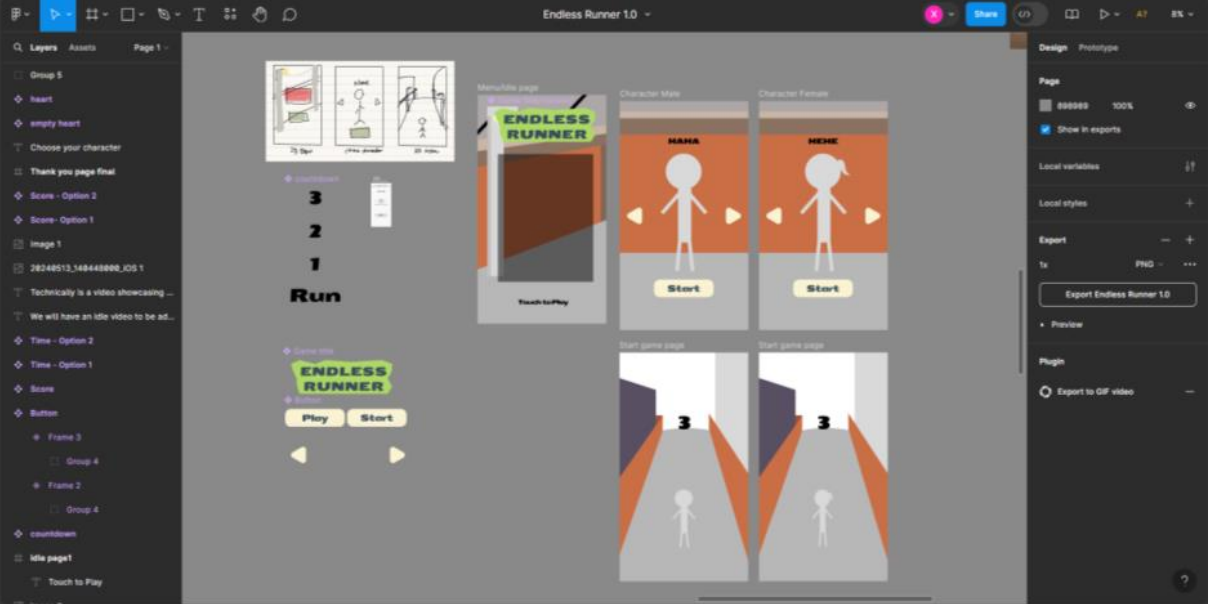 Endless Runner 1.0
X
Share
A?
8%
Layers
Assets
Page 1
Group 5
heart
empty heart
Choose your character
Thank you page final
Score - Option 2
Score- Option 1
image 1
20240513_140448000_iOS 1
Technically is a video showcasing ...
We will have an idle video to be ad...
Time - Option 2
Time - Option 1
Score
Button
Frame 3
Group 4
Frame 2
Group 4
countdown
idle page1
Touch to Play
countdown
3
2
1
Run
Game title
ENDLESS
RUNNER
Button
Play
Start
Menu/Idle page
ENDLESS
RUNNER
Touch to Play
Character Male
HAHA
Start
Character Female
HEHE
Start
Start game page
3
Start game page
3
Design
Prototype
Page
898989
100%
Show in exports
Local variables
Local styles
Export
1x
PNG
Export Endless Runner 1.0
Preview
Plugin
Export to GIF video
?